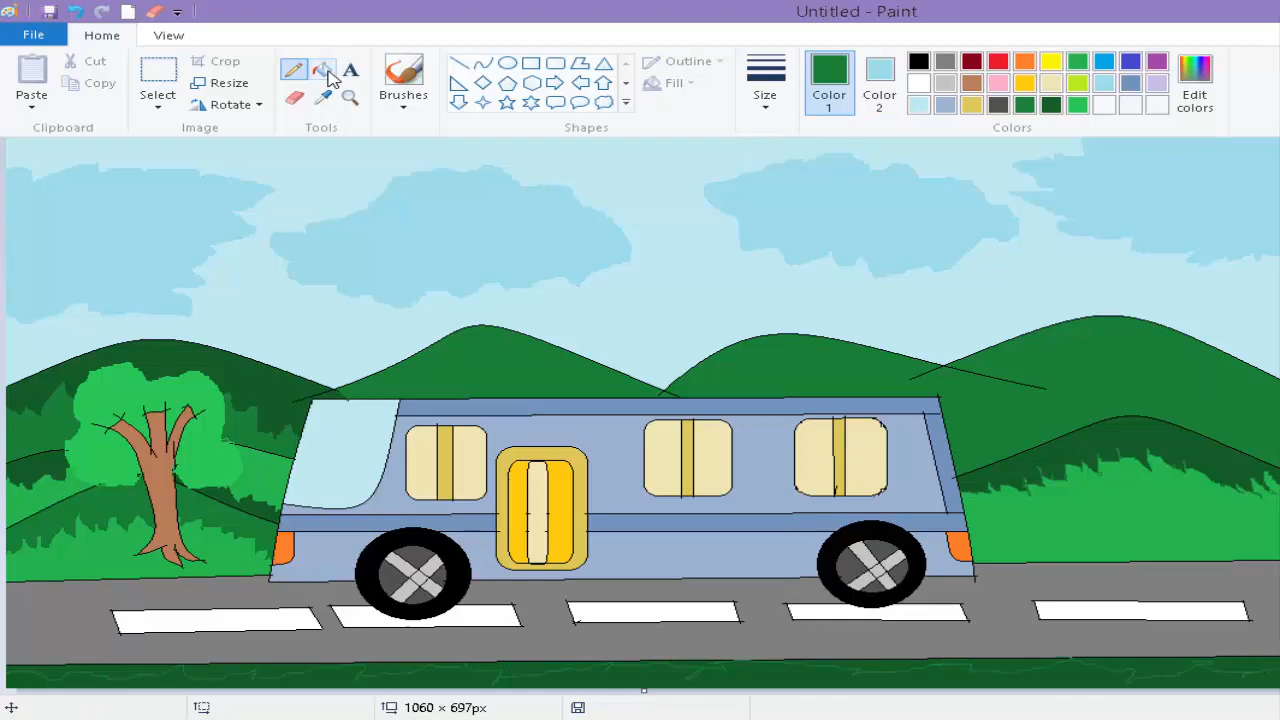 Untitled - Paint
File
Home
View
Paste
Cut
Copy
Clipboard
Select
Crop
Resize
Rotate
Image
A
Tools
Brushes
Outline
Fill
Shapes
Size
Color
1
Color
2
Edit
colors
Colors
1060 × 697px